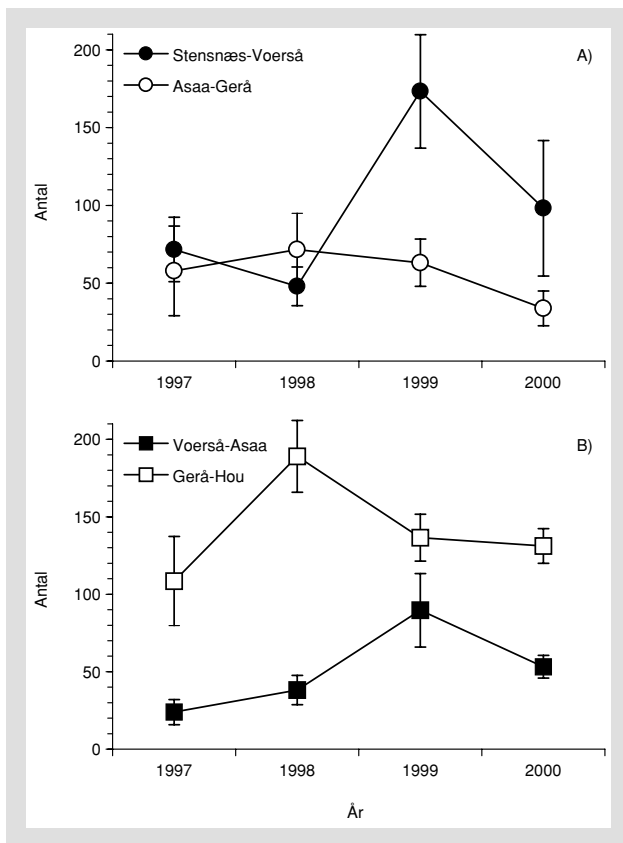 Stensnæs-Voerså
Asaa-Gerå
A)
Antal
200
150
100
50
0
1997 1998 1999 2000
Voerså-Asaa
Gerå-Hou
B)
Antal
200
150
100
50
0
1997 1998 1999 2000
År